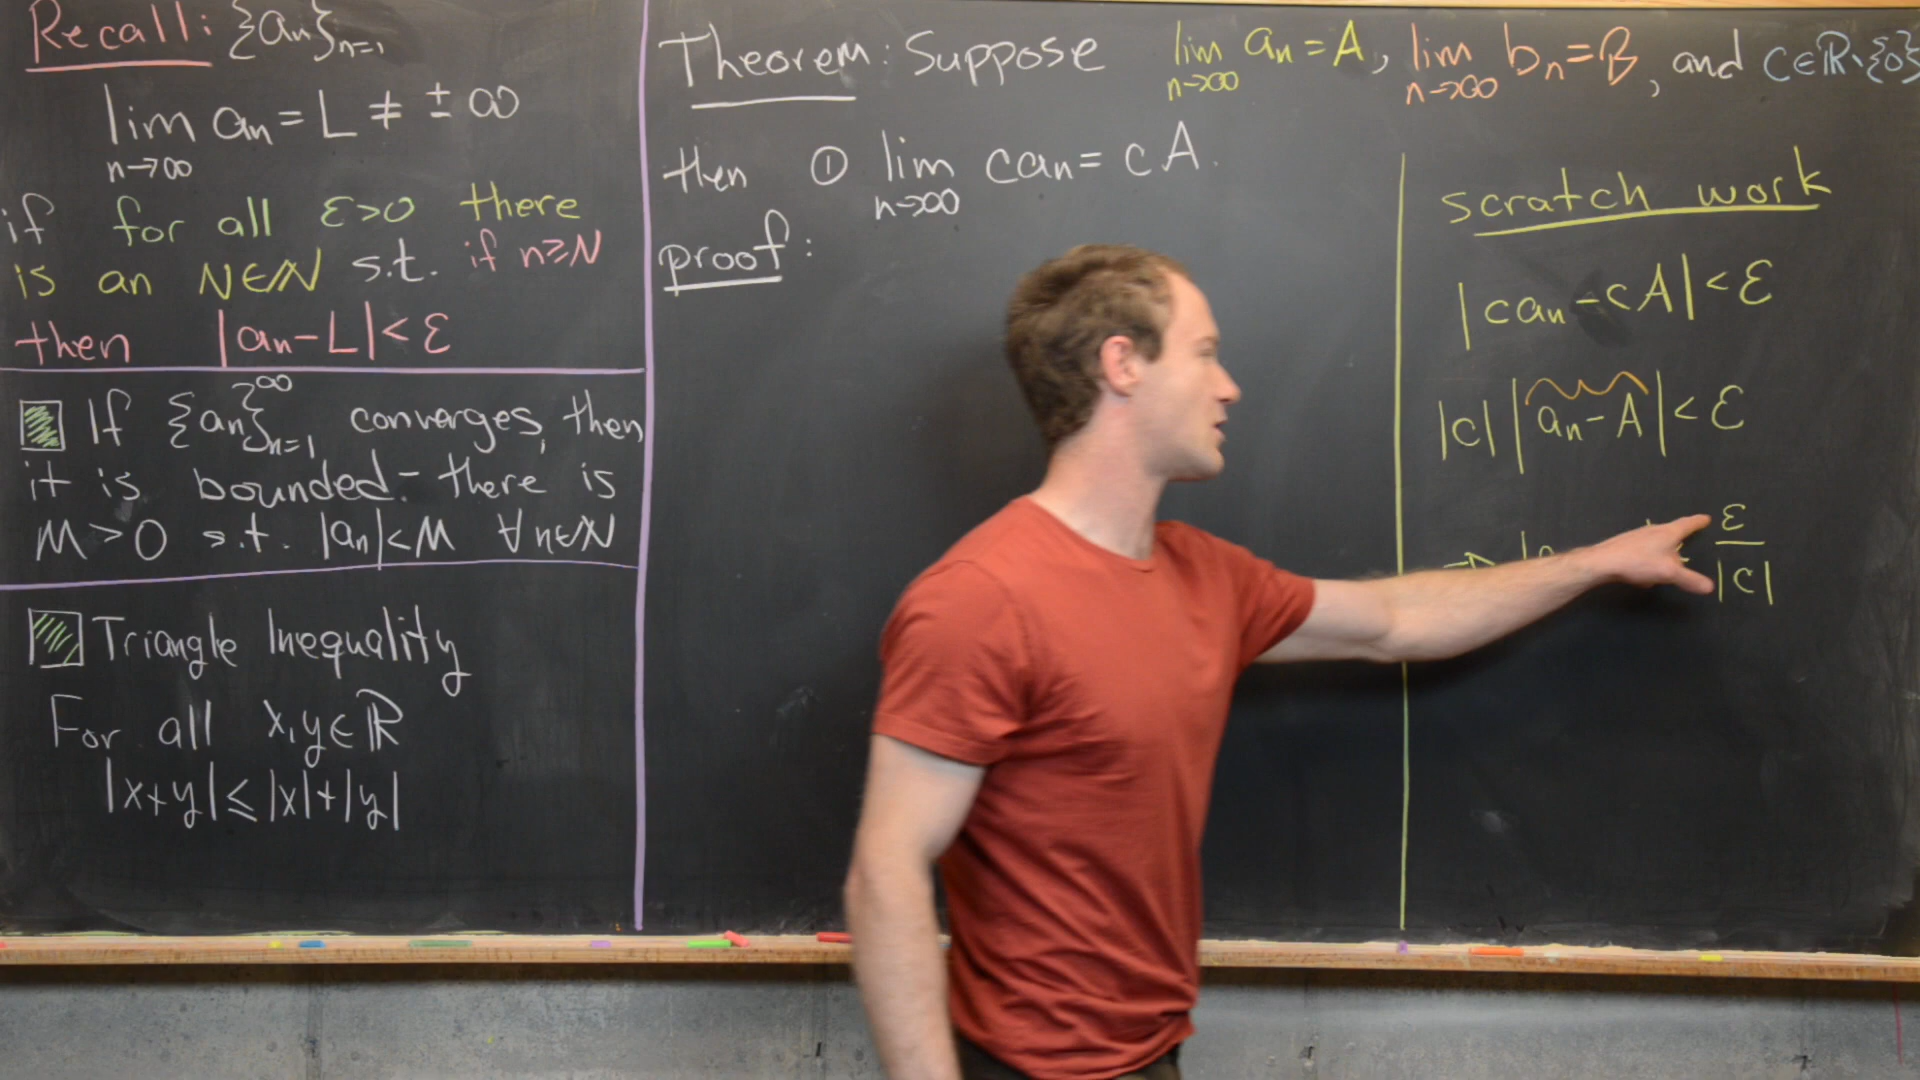 Recall: {aₙ}ₙ₌₁
lim aₙ = L ≠ ± ∞
n→∞
if for all ε>0 there
is an N∈ℕ s.t. if n≥N
then |aₙ-L|<ε
If {aₙ}ₙ₌₁^∞ converges, then
it is bounded - there is
M>0 s.t. |aₙ|<M ∀n∈ℕ
Triangle Inequality
For all x,y∈ℝ
|x+y|≤|x|+|y|
Theorem: Suppose lim aₙ=A, lim bₙ=B, and c∈ℝ\{0}
n→∞ n→∞
then ① lim caₙ=cA.
n→∞
proof:
scratch work
|caₙ-cA|<ε
|c||aₙ-A|<ε
ε
|c|